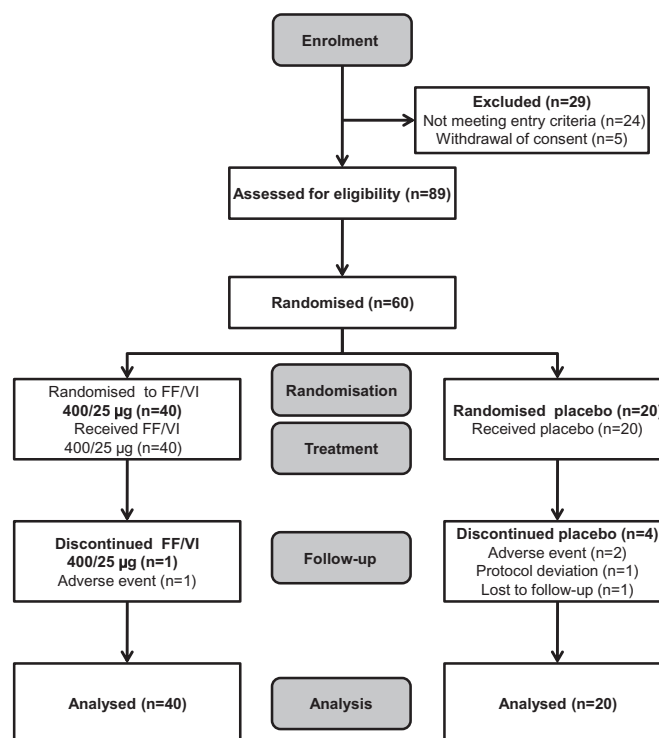 Enrolment
Excluded (n=29)
Not meeting entry criteria (n=24)
Withdrawal of consent (n=5)
Assessed for eligibility (n=89)
Randomised (n=60)
Randomised to FF/VI
400/25 µg (n=40)
Received FF/VI
400/25 µg (n=40)
Randomisation
Treatment
Randomised placebo (n=20)
Received placebo (n=20)
Discontinued FF/VI
400/25 µg (n=1)
Adverse event (n=1)
Follow-up
Discontinued placebo (n=4)
Adverse event (n=2)
Protocol deviation (n=1)
Lost to follow-up (n=1)
Analysed (n=40)
Analysis
Analysed (n=20)